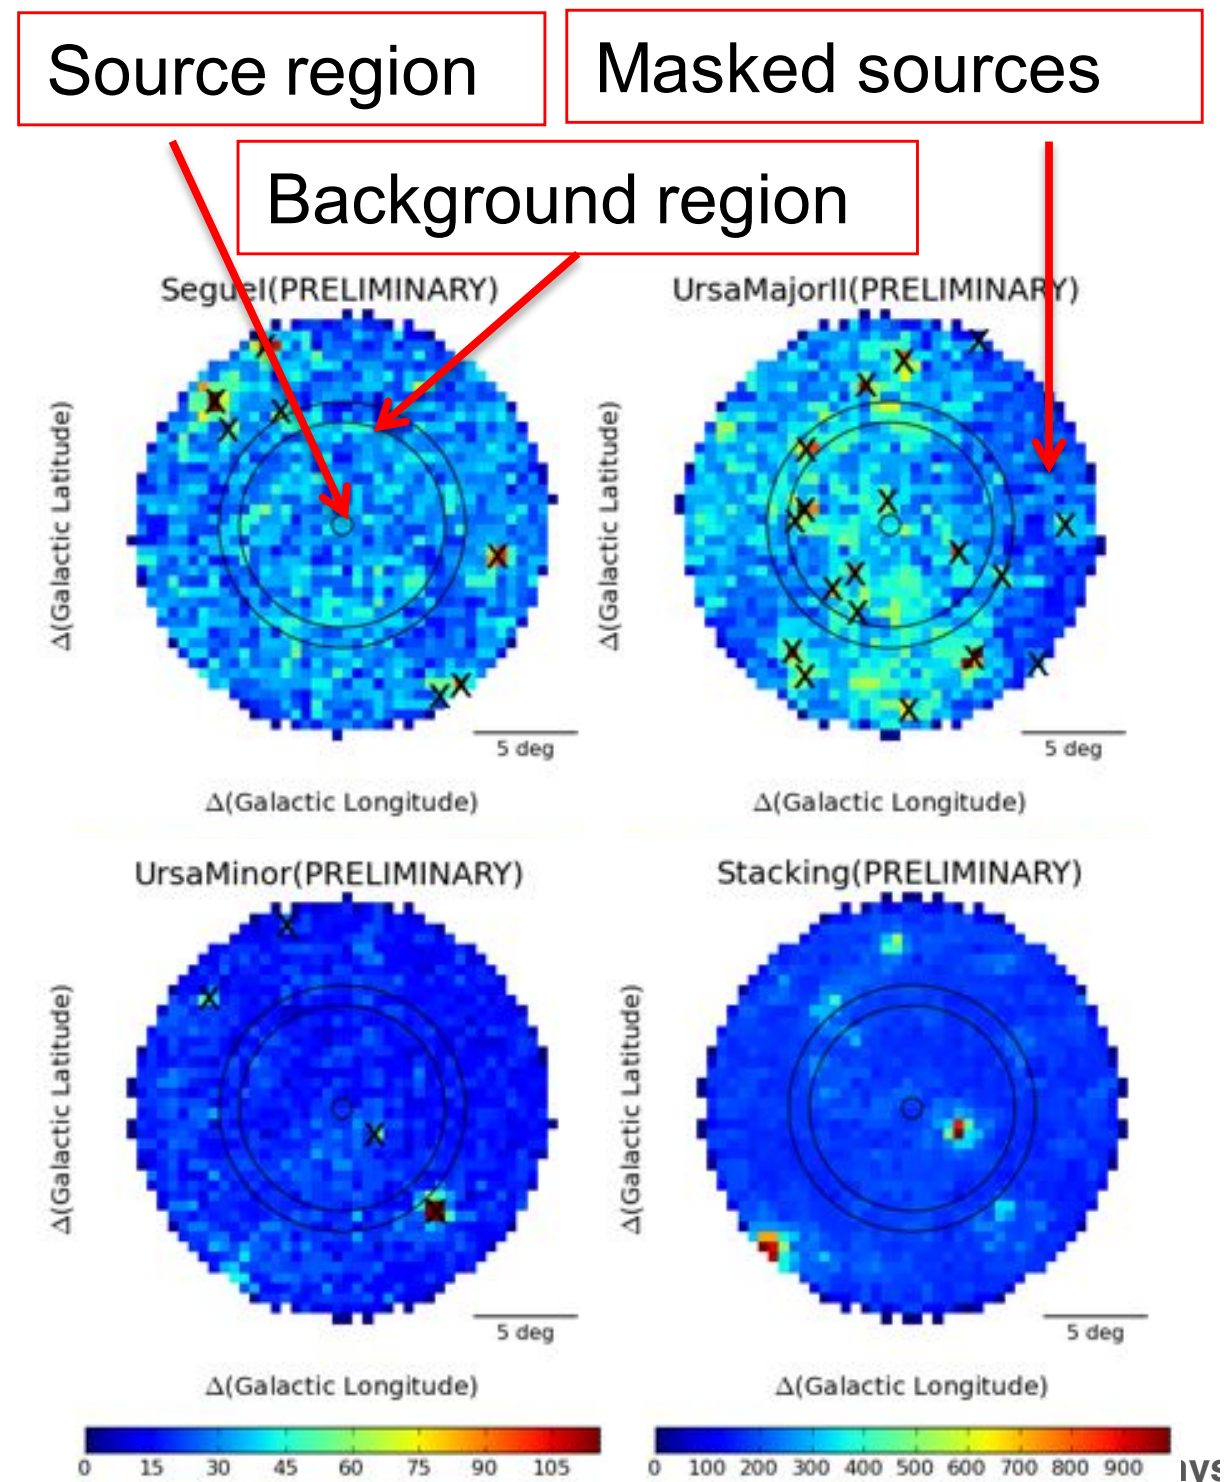 Source region
Masked sources
Background region
SegueI(PRELIMINARY)
UrsaMajorII(PRELIMINARY)
Δ(Galactic Latitude)
Δ(Galactic Latitude)
5 deg
5 deg
Δ(Galactic Longitude)
Δ(Galactic Longitude)
UrsaMinor(PRELIMINARY)
Stacking(PRELIMINARY)
Δ(Galactic Latitude)
Δ(Galactic Latitude)
5 deg
5 deg
Δ(Galactic Longitude)
Δ(Galactic Longitude)
0 15 30 45 60 75 90 105
0 100 200 300 400 500 600 700 800 900